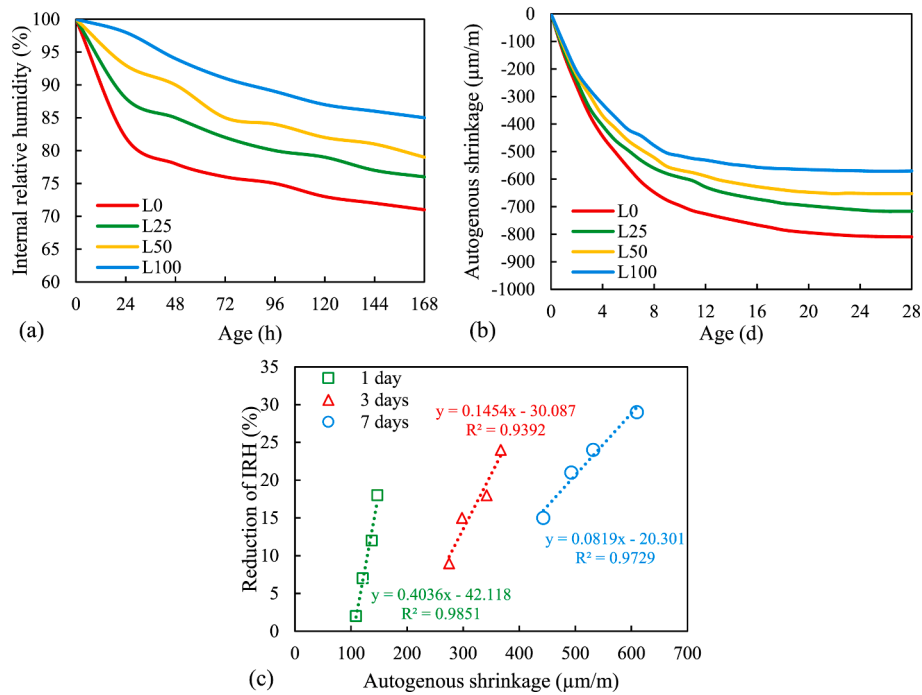 100
95
90
85
80
75
70
65
60
Internal relative humidity (%)
L0
L25
L50
L100
0 24 48 72 96 120 144 168
Age (h)
(a)
0
-100
-200
-300
-400
-500
-600
-700
-800
-900
-1000
Autogenous shrinkage (µm/m)
L0
L25
L50
L100
0 4 8 12 16 20 24 28
Age (d)
(b)
35
30
25
20
15
10
5
0
Reduction of IRH (%)
1 day
3 days
7 days
y = 0.1454x - 30.087
R² = 0.9392
y = 0.0819x - 20.301
R² = 0.9729
y = 0.4036x - 42.118
R² = 0.9851
0 100 200 300 400 500 600 700
Autogenous shrinkage (µm/m)
(c)